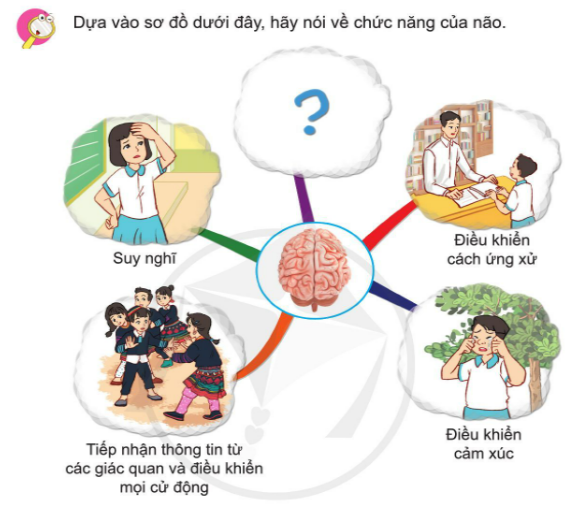 Dựa vào sơ đồ dưới đây, hãy nói về chức năng của não.
?
Suy nghĩ
Điều khiển
cách ứng xử
Tiếp nhận thông tin từ
các giác quan và điều khiển
mọi cử động
Điều khiển
cảm xúc